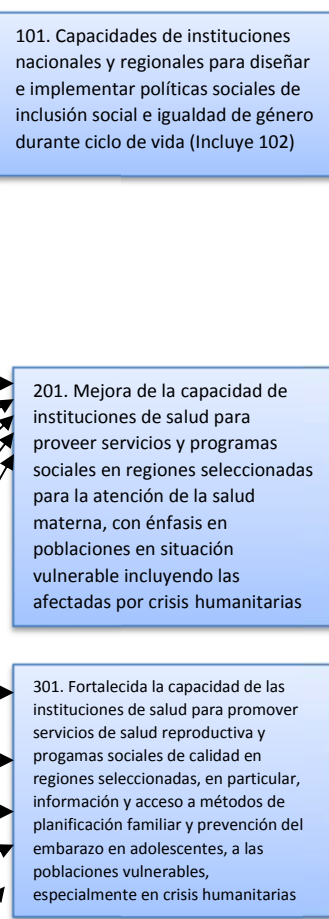 101. Capacidades de instituciones
nacionales y regionales para diseñar
e implementar políticas sociales de
inclusión social e igualdad de género
durante ciclo de vida (Incluye 102)
201. Mejora de la capacidad de
instituciones de salud para
proveer servicios y programas
sociales en regiones seleccionadas
para la atención de la salud
materna, con énfasis en
poblaciones en situación
vulnerable incluyendo las
afectadas por crisis humanitarias
301. Fortalecida la capacidad de las
instituciones de salud para promover
servicios de salud reproductiva y
progamas sociales de calidad en
regiones seleccionadas, en particular,
información y acceso a métodos de
planificación familiar y prevención del
embarazo en adolescentes, a las
poblaciones vulnerables,
especialmente en crisis humanitarias